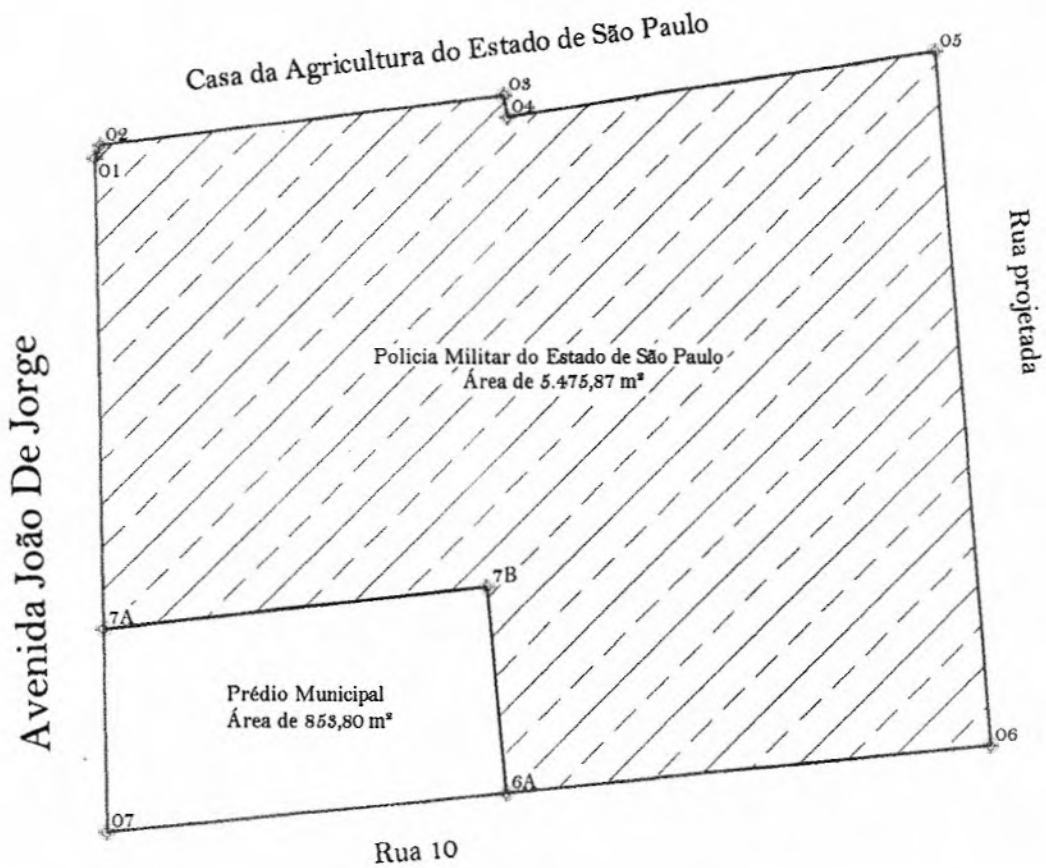 Casa da Agricultura do Estado de São Paulo
05
03
04
02
01
Rua projetada
Avenida João De Jorge
Policia Militar do Estado de São Paulo
Área de 5.475,87 m²
7B
7A
Prédio Municipal
Área de 853,80 m²
06
6A
07
Rua 10